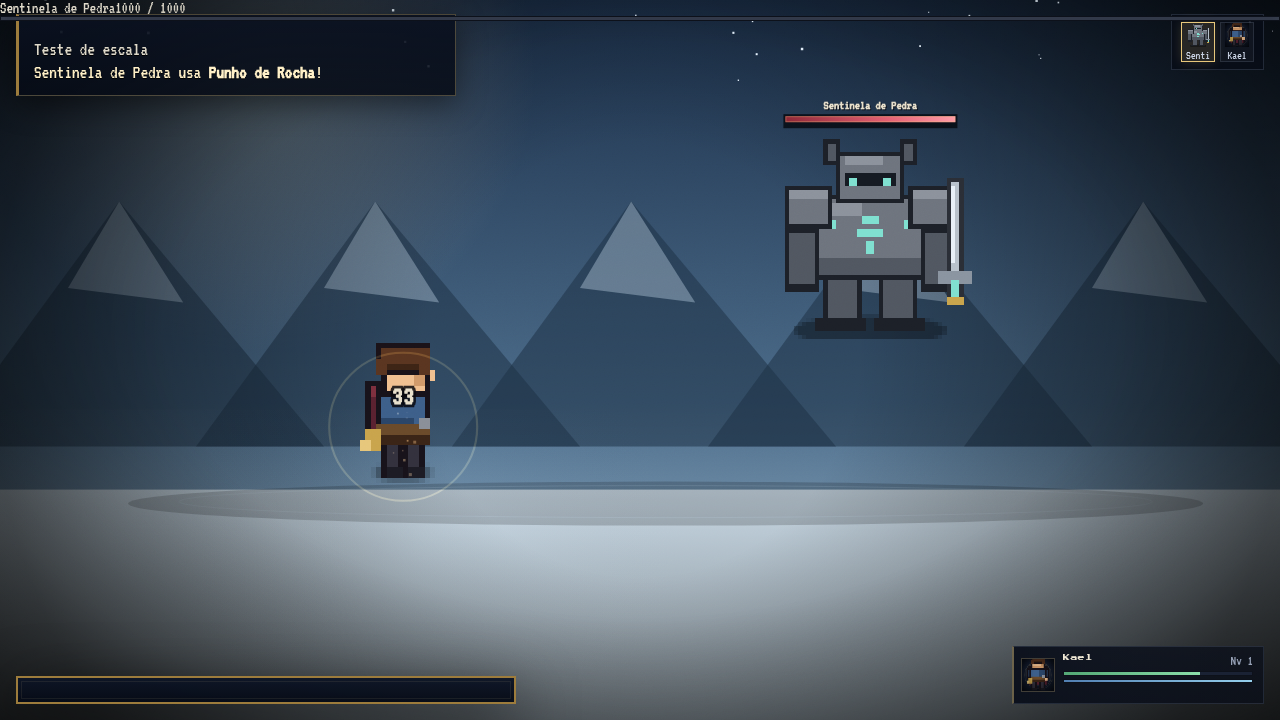 Sentinela de Pedra1000 / 1000
Teste de escala
Sentinela de Pedra usa Punho de Rocha!
Senti
Kael
Sentinela de Pedra
33
Kael
Nv 1